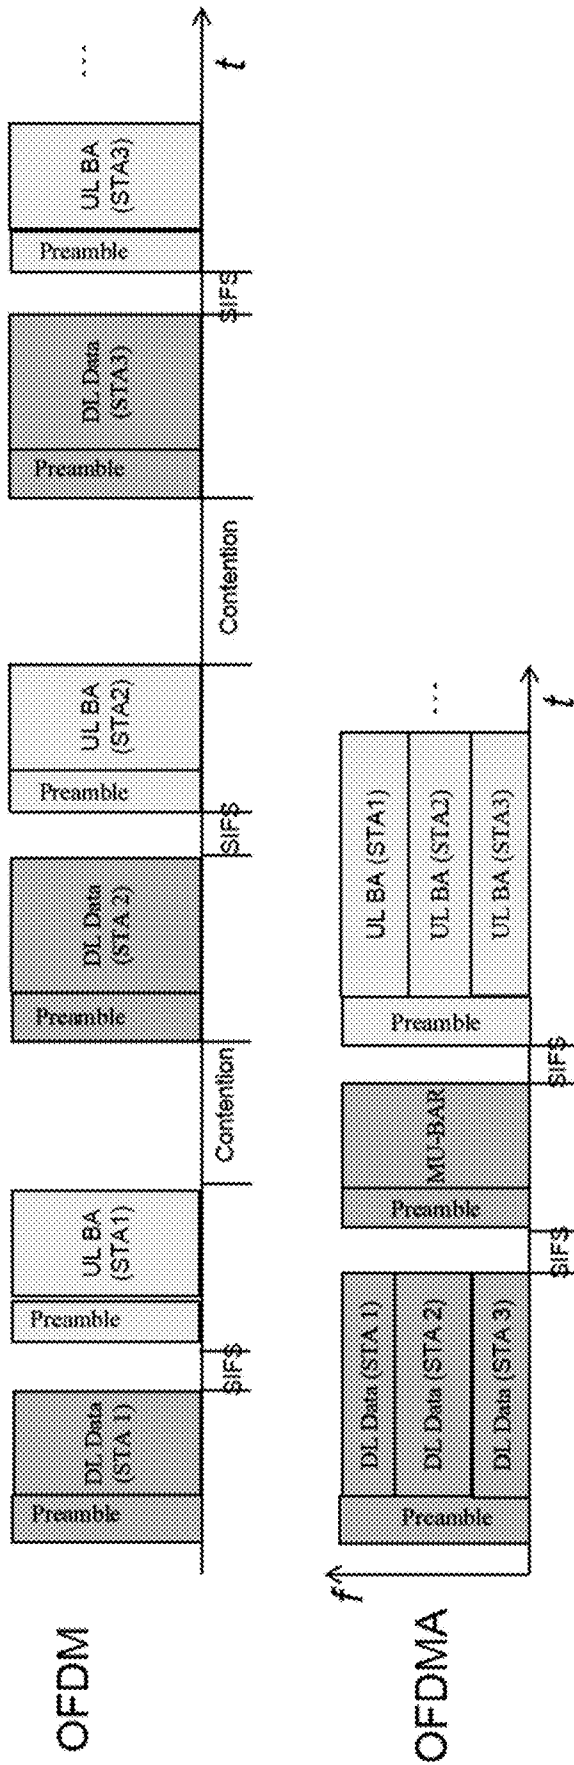 OFDM
Preamble
DL Data
(STA 1)
SIFS
Preamble
UL BA
(STA1)
Contention
Preamble
DL Data
(STA 2)
SIFS
Preamble
UL BA
(STA2)
Contention
Preamble
DL Data
(STA3)
SIFS
Preamble
UL BA
(STA3)
...
t
OFDMA
f
Preamble
DL Data (STA 1)
DL Data (STA 2)
DL Data (STA 3)
SIFS
Preamble
MU-BAR
SIFS
Preamble
UL BA (STA1)
UL BA (STA2)
UL BA (STA3)
...
t